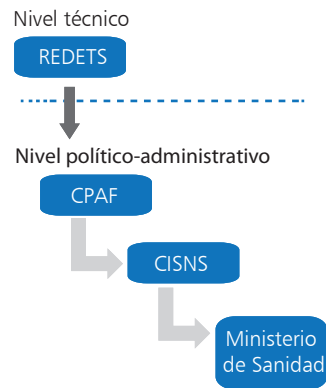 Nivel técnico
REDETS
Nivel político-administrativo
CPAF
CISNS
Ministerio
de Sanidad